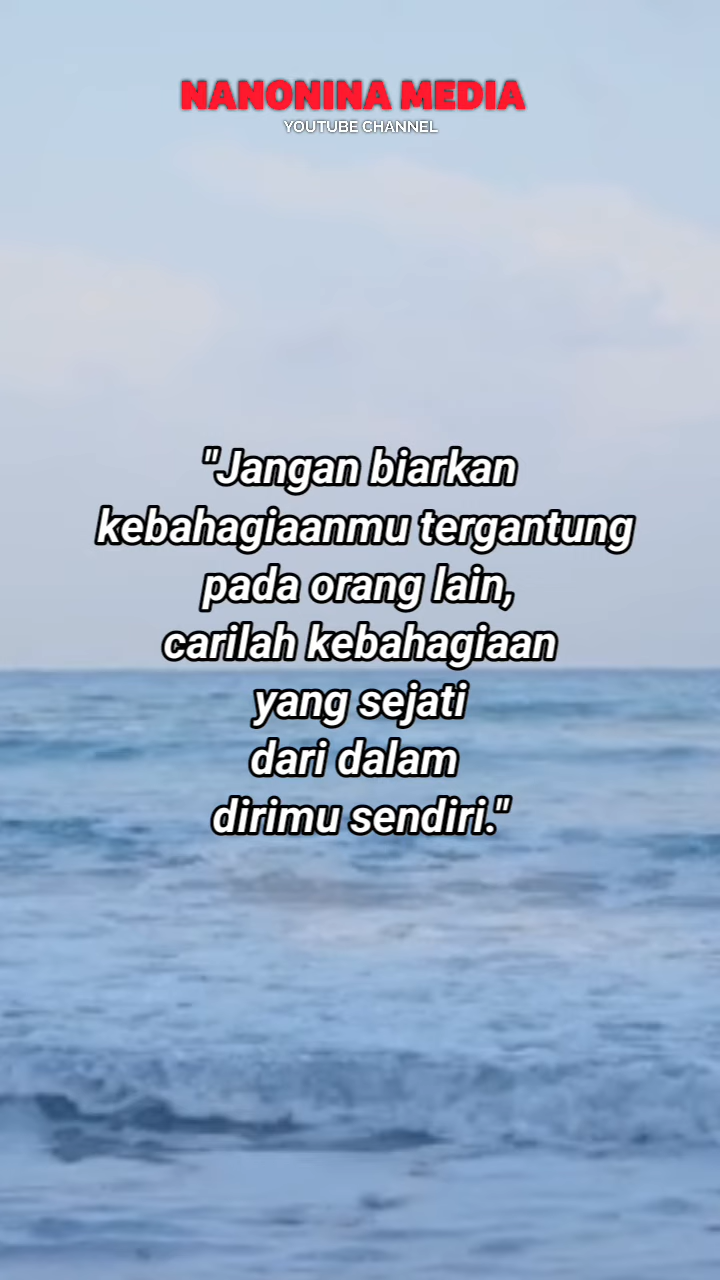 NANONINA MEDIA
YOUTUBE CHANNEL
"Jangan biarkan
kebahagiaanmu tergantung
pada orang lain,
carilah kebahagiaan
yang sejati
dari dalam
dirimu sendiri."